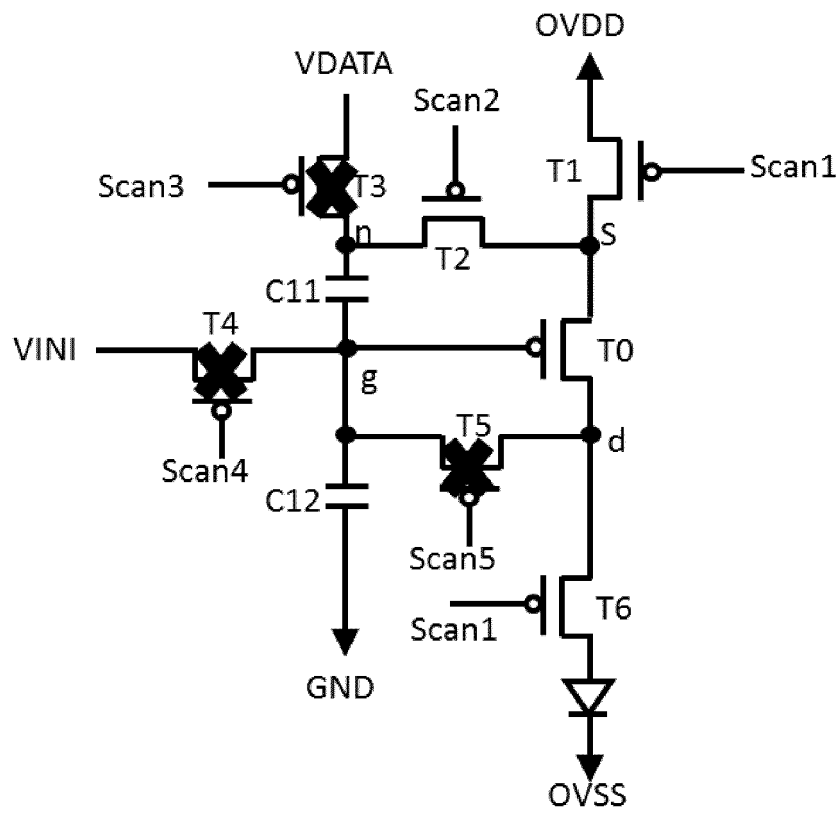 OVDD
VDATA
Scan2
Scan3
T3
T1
Scan1
n
S
T2
C11
T4
VINI
T0
g
T5
d
Scan4
C12
Scan5
T6
Scan1
GND
OVSS